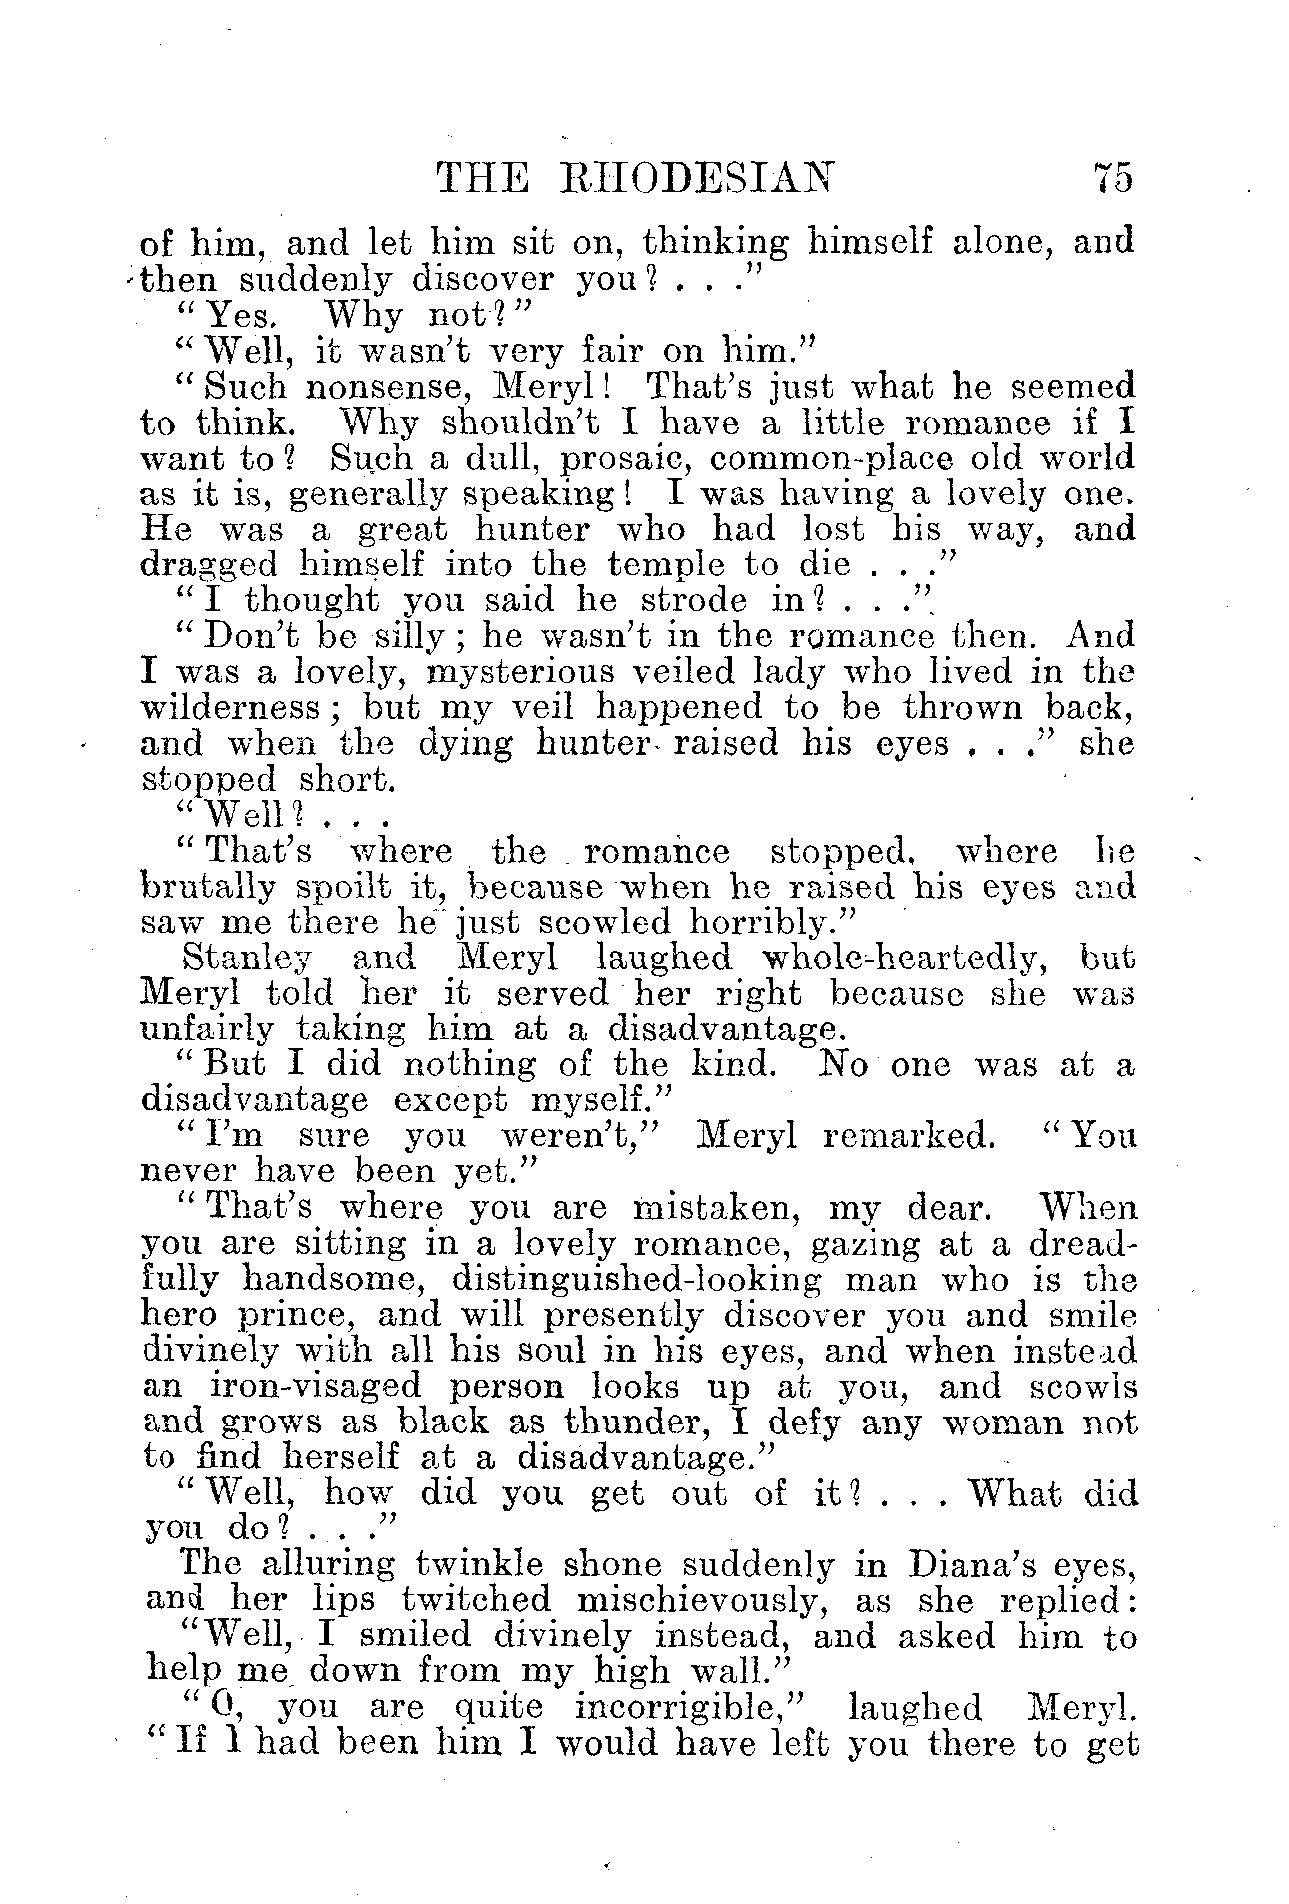 THE RHODESIAN 75
of him, and let him sit on, thinking himself alone, and
then suddenly discover you? . . ."
"Yes. Why not?"
"Well, it wasn't very fair on him."
"Such nonsense, Meryl! That's just what he seemed
to think. Why shouldn't I have a little romance if I
want to? Such a dull, prosaic, common-place old world
as it is, generally speaking! I was having a lovely one.
He was a great hunter who had lost his way, and
dragged himself into the temple to die . . ."
"I thought you said he strode in? . . ."
"Don't be silly; he wasn't in the romance then. And
I was a lovely, mysterious veiled lady who lived in the
wilderness; but my veil happened to be thrown back,
and when the dying hunter raised his eyes . . ." she
stopped short.
"Well? . . .
"That's where the romance stopped, where he
brutally spoilt it, because when he raised his eyes and
saw me there he just scowled horribly."
Stanley and Meryl laughed whole-heartedly, but
Meryl told her it served her right because she was
unfairly taking him at a disadvantage.
"But I did nothing of the kind. No one was at a
disadvantage except myself."
"I'm sure you weren't," Meryl remarked. "You
never have been yet."
"That's where you are mistaken, my dear. When
you are sitting in a lovely romance, gazing at a dread-
fully handsome, distinguished-looking man who is the
hero prince, and will presently discover you and smile
divinely with all his soul in his eyes, and when instead
an iron-visaged person looks up at you, and scowls
and grows as black as thunder, I defy any woman not
to find herself at a disadvantage."
"Well, how did you get out of it? . . . What did
you do? . . ."
The alluring twinkle shone suddenly in Diana's eyes,
and her lips twitched mischievously, as she replied:
"Well, I smiled divinely instead, and asked him to
help me down from my high wall."
"O, you are quite incorrigible," laughed Meryl.
"If I had been him I would have left you there to get